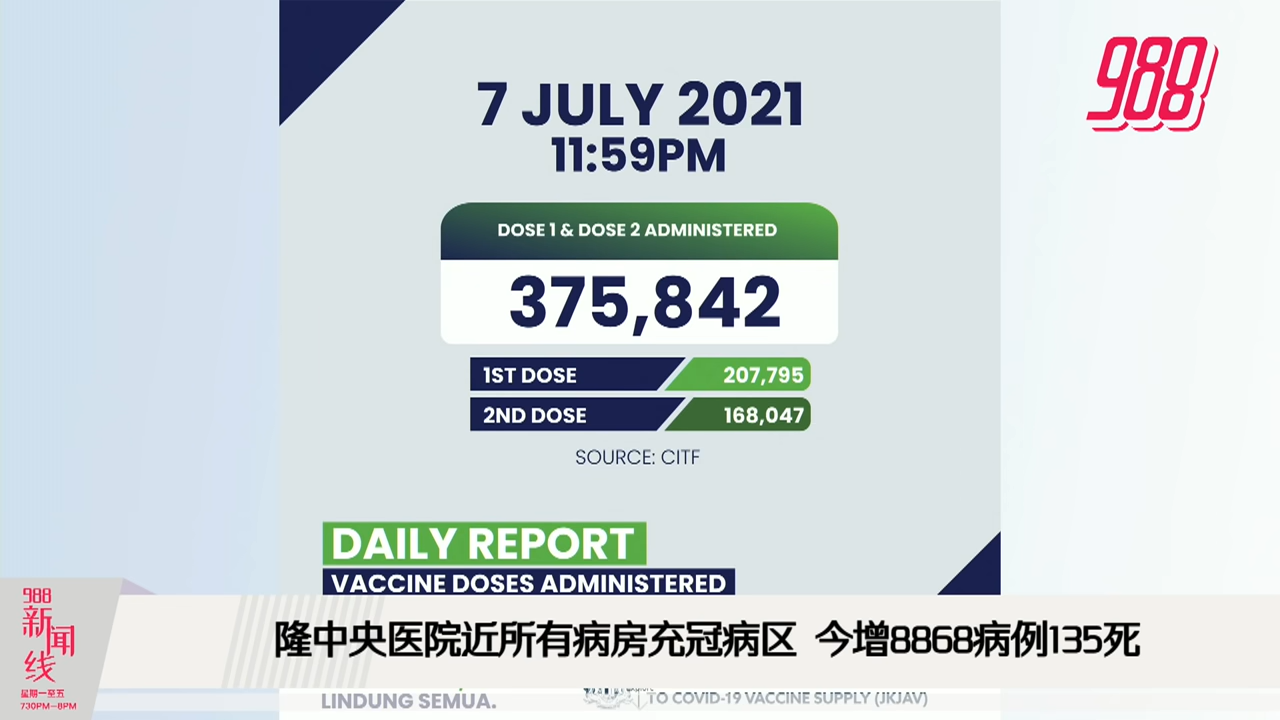 988
7 JULY 2021
11:59PM
DOSE 1 & DOSE 2 ADMINISTERED
375,842
1ST DOSE 207,795
2ND DOSE 168,047
SOURCE: CITF
DAILY REPORT
VACCINE DOSES ADMINISTERED
988
新闻线
星期一至五
730PM-8PM
隆中央医院近所有病房充冠病区 今增8868病例135死
LINDUNG SEMUA.
TO COVID-19 VACCINE SUPPLY (JKJAV)